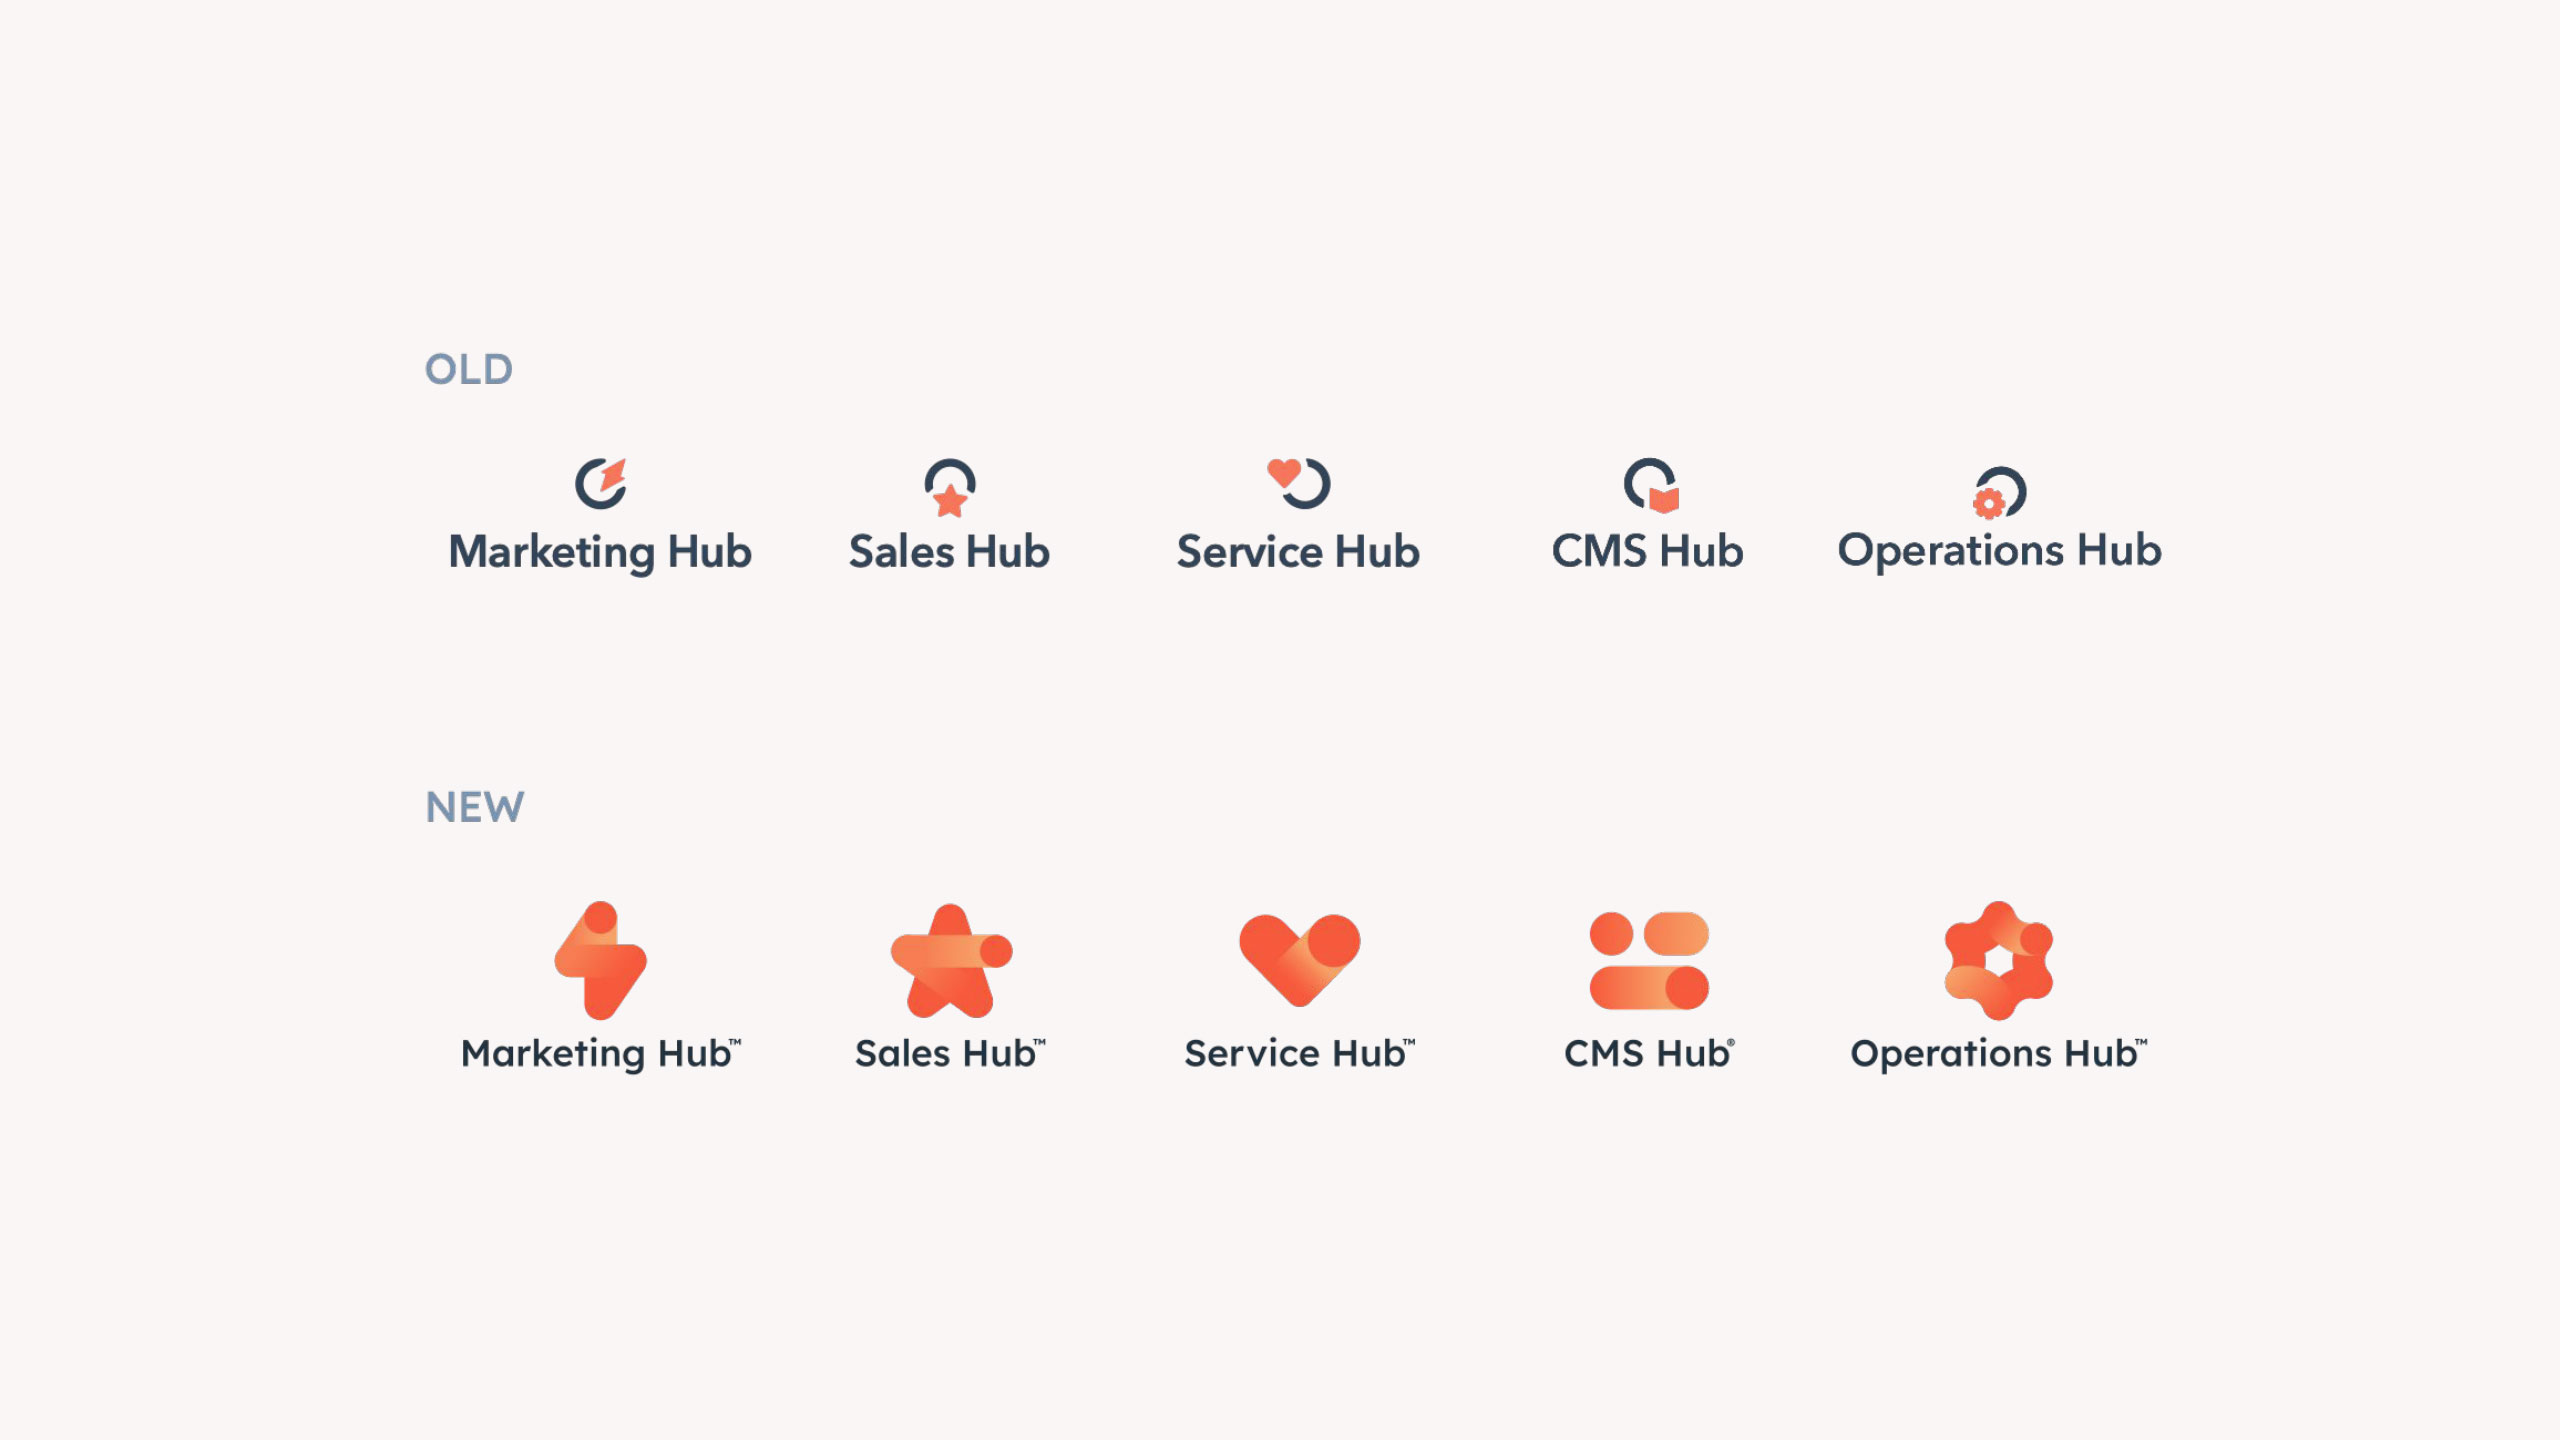 OLD
Marketing Hub
Sales Hub
Service Hub
CMS Hub
Operations Hub
NEW
Marketing Hub™
Sales Hub™
Service Hub™
CMS Hub®
Operations Hub™